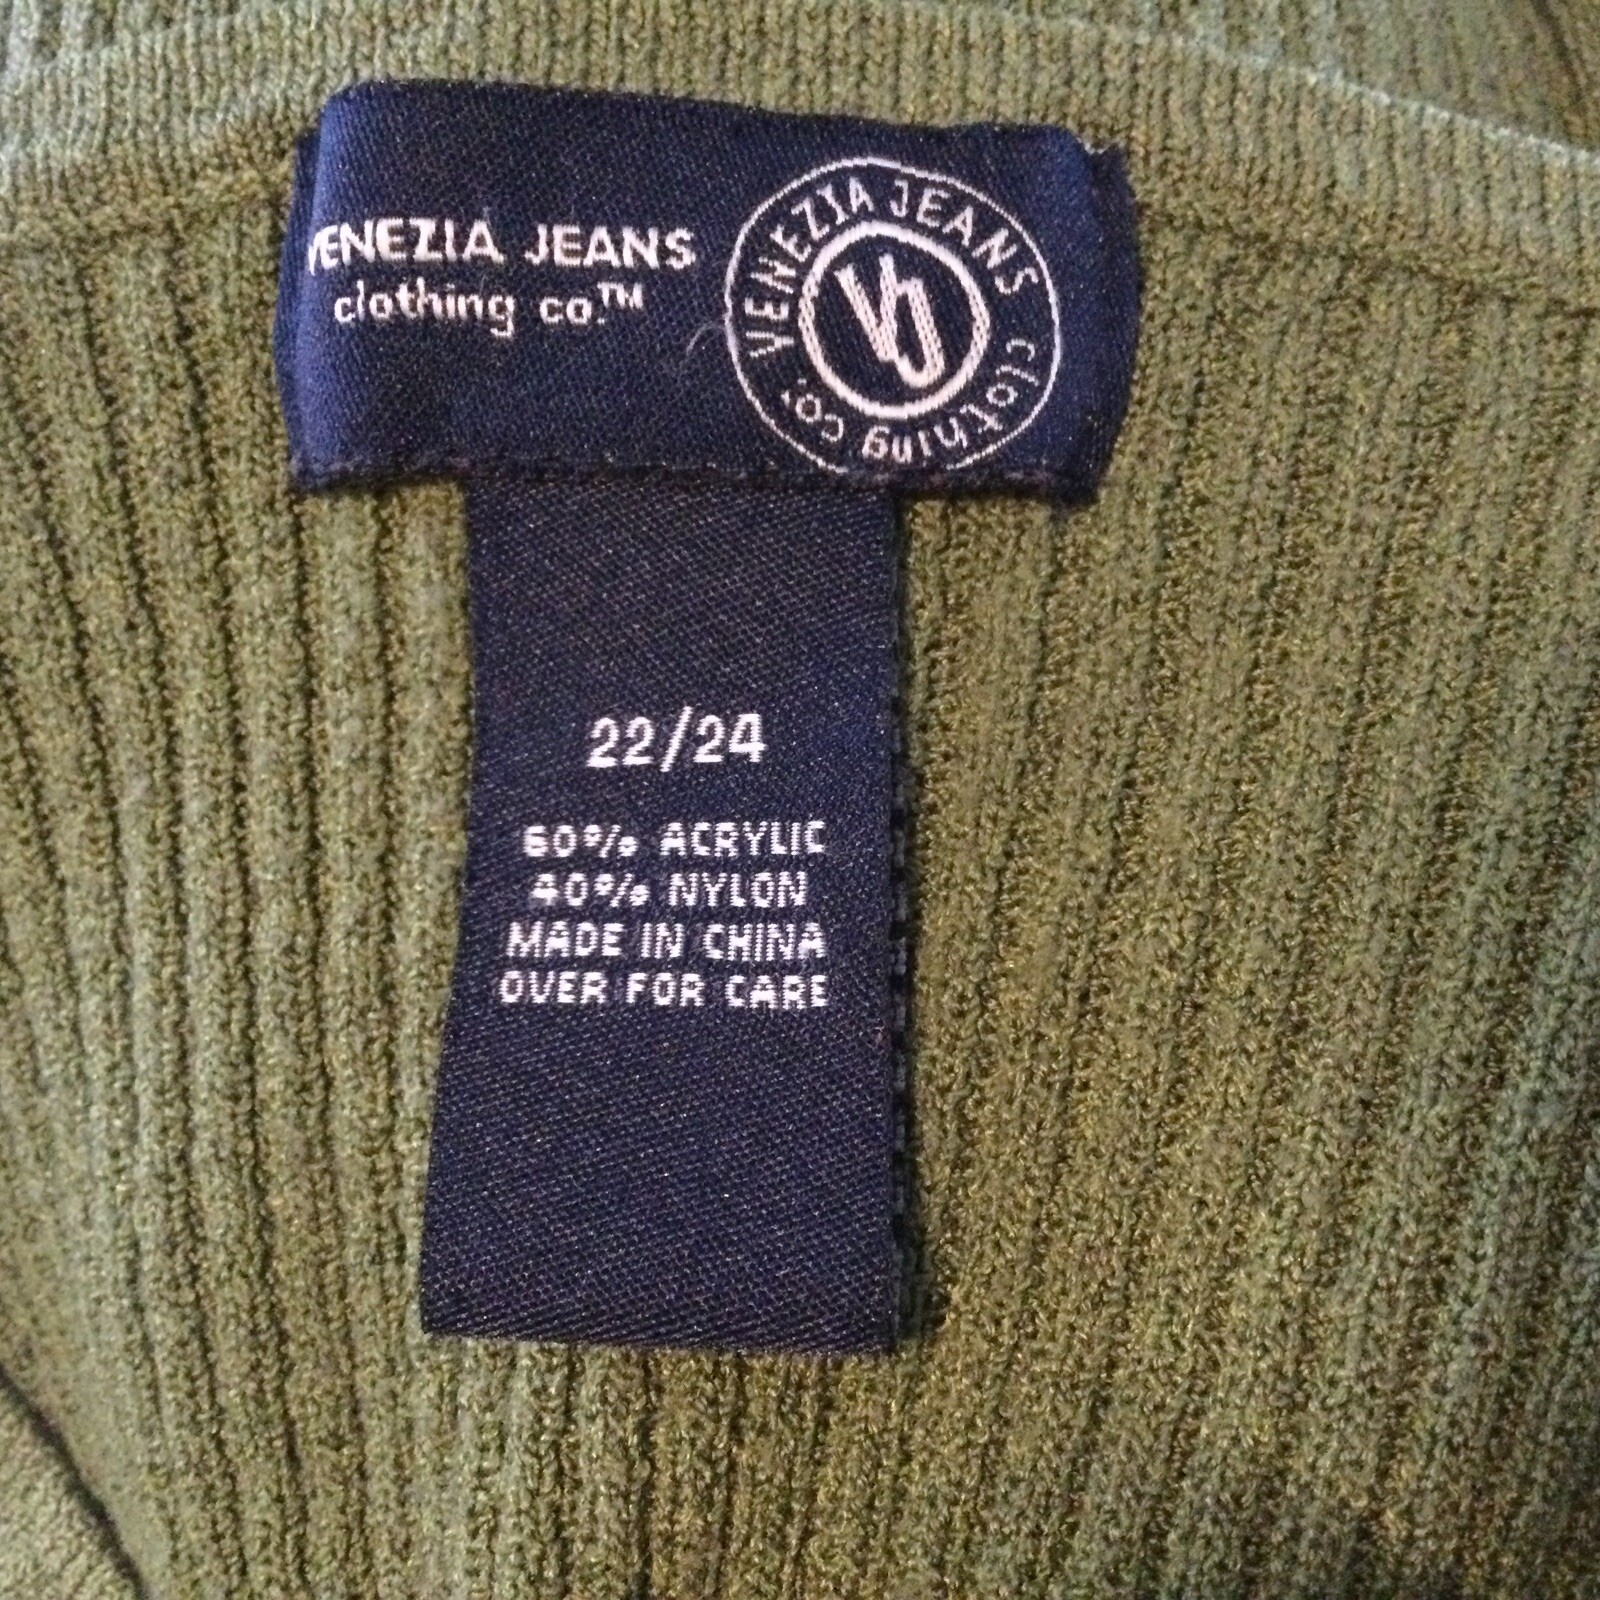 VENEZIA JEANS
clothing co.™
VENEZIA JEANS clothing co.
VJ
22/24
60% ACRYLIC
40% NYLON
MADE IN CHINA
OVER FOR CARE